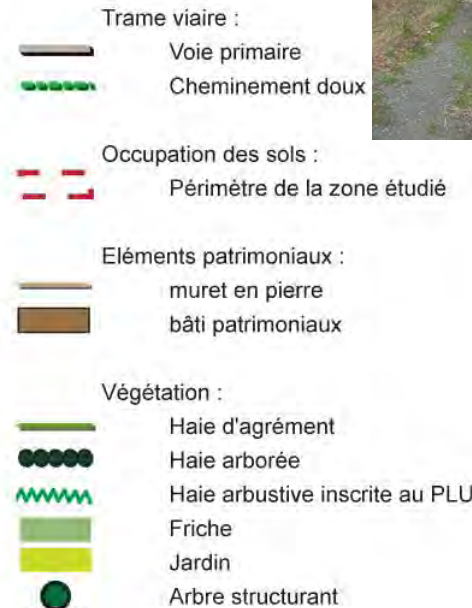 Trame viaire :
Voie primaire
Cheminement doux
Occupation des sols :
Périmètre de la zone étudié
Eléments patrimoniaux :
muret en pierre
bâti patrimoniaux
Végétation :
Haie d'agrément
Haie arborée
Haie arbustive inscrite au PLU
Friche
Jardin
Arbre structurant